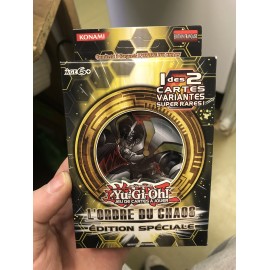 KONAMI
1 des 2
CARTES
VARIANTES
SUPER RARES!
Yu-Gi-Oh!
JEU DE CARTES À JOUER
L'ORDRE DU CHAOS
ÉDITION SPÉCIALE